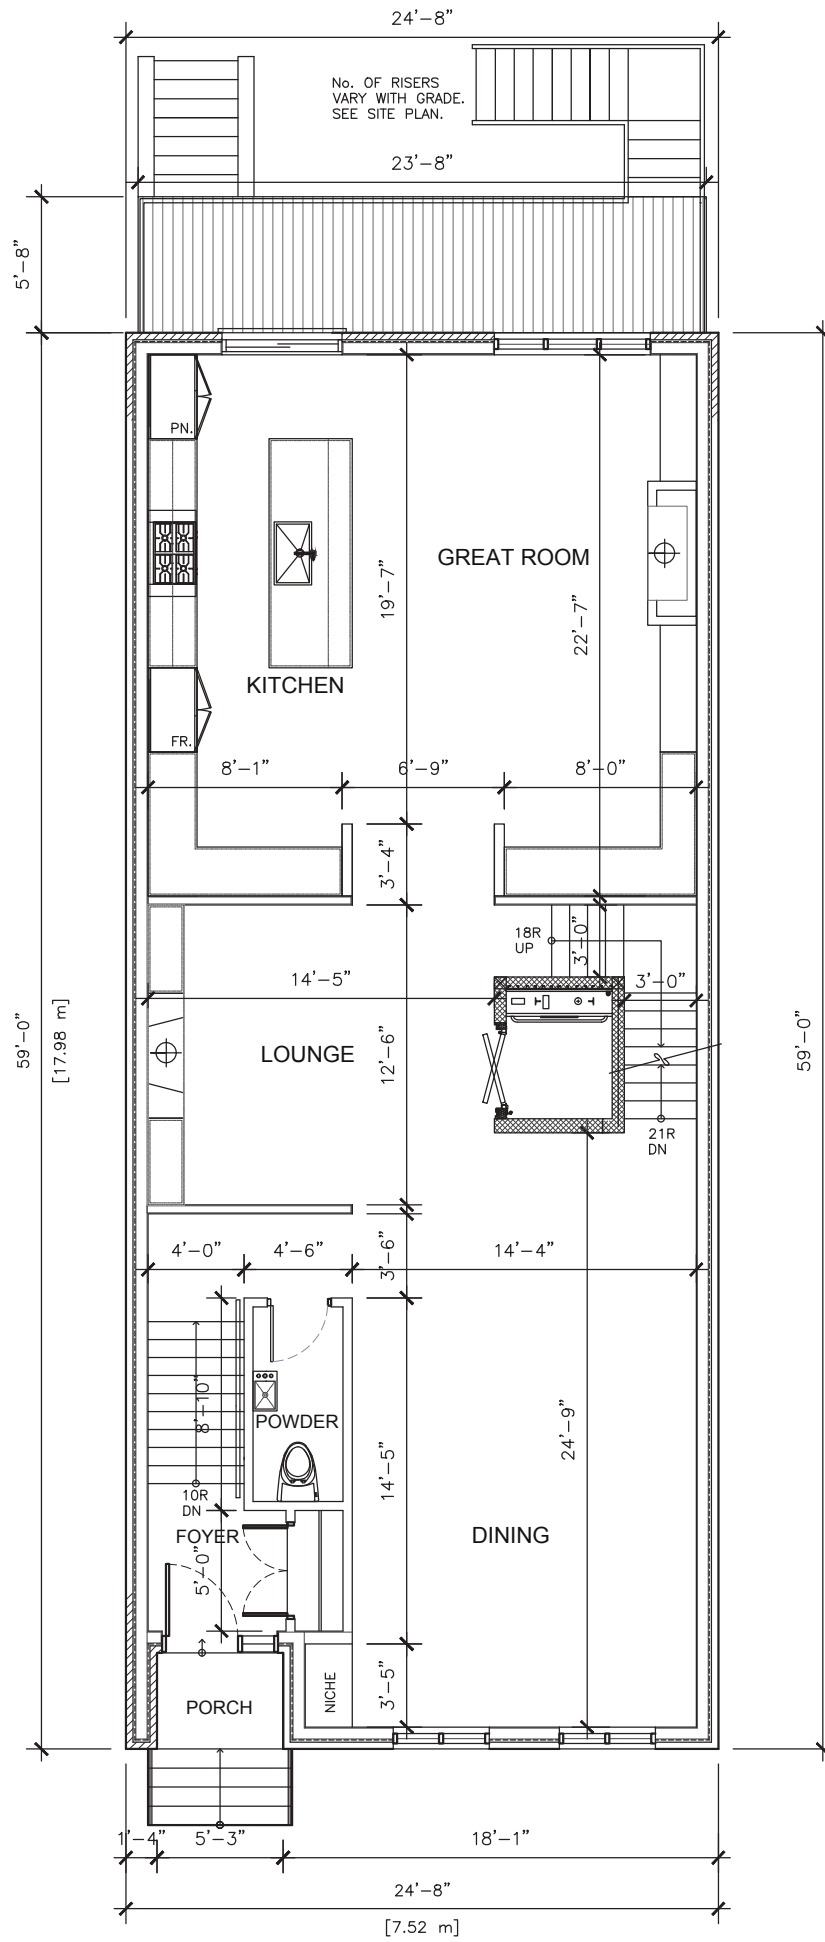 24'-8"
No. OF RISERS
VARY WITH GRADE.
SEE SITE PLAN.
23'-8"
5'-8"
PN.
GREAT ROOM
19'-7"
22'-7"
KITCHEN
FR.
8'-1"
6'-9"
8'-0"
3'-4"
18R
UP
3'-0"
14'-5"
3'-0"
59'-0"
[17.98 m]
LOUNGE
12'-6"
59'-0"
21R
DN
4'-0"
4'-6"
3'-6"
14'-4"
8'-10"
POWDER
24'-9"
14'-5"
10R
DN
FOYER
5'-0"
DINING
PORCH
NICHE
3'-5"
1'-4"
5'-3"
18'-1"
24'-8"
[7.52 m]